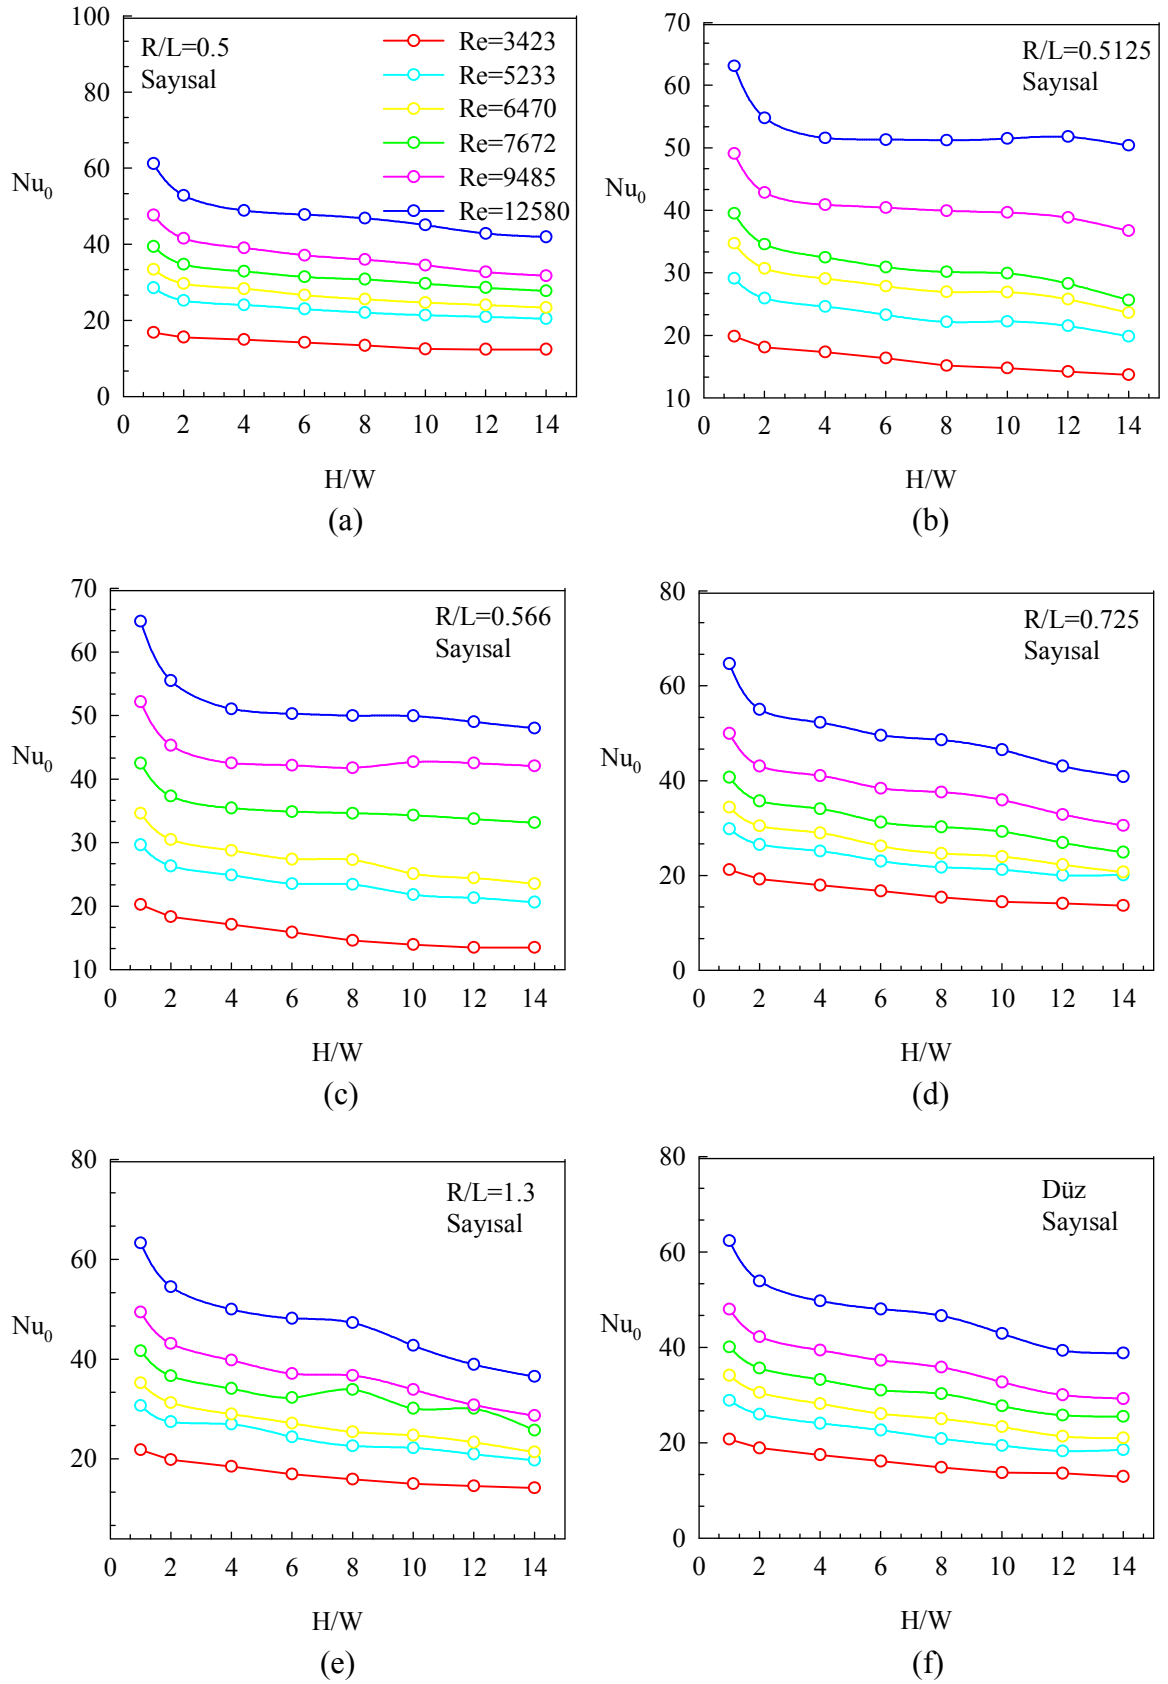 100
80
60
40
20
0
0 2 4 6 8 10 12 14
Nu0
H/W
R/L=0.5
Sayısal
Re=3423
Re=5233
Re=6470
Re=7672
Re=9485
Re=12580
(a)
70
60
50
40
30
20
10
0 2 4 6 8 10 12 14
Nu0
H/W
R/L=0.5125
Sayısal
(b)
70
60
50
40
30
20
10
0 2 4 6 8 10 12 14
Nu0
H/W
R/L=0.566
Sayısal
(c)
80
60
40
20
0
0 2 4 6 8 10 12 14
Nu0
H/W
R/L=0.725
Sayısal
(d)
80
60
40
20
0 2 4 6 8 10 12 14
Nu0
H/W
R/L=1.3
Sayısal
(e)
80
60
40
20
0
0 2 4 6 8 10 12 14
Nu0
H/W
Düz
Sayısal
(f)